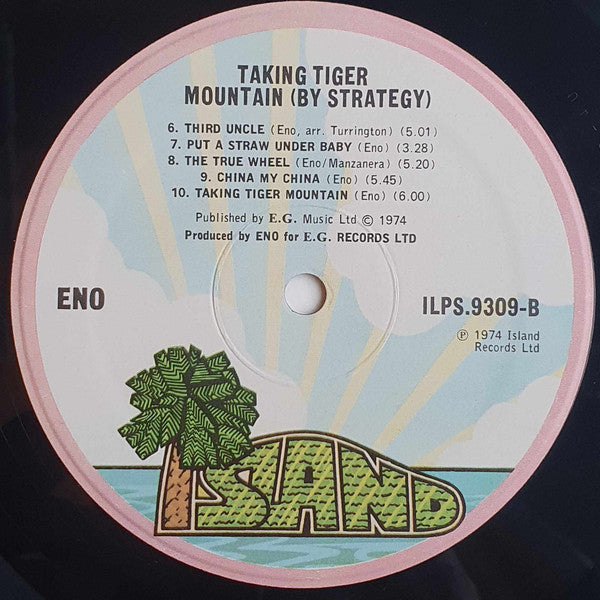 TAKING TIGER
MOUNTAIN (BY STRATEGY)
6. THIRD UNCLE (Eno, arr. Turrington) (5.01)
7. PUT A STRAW UNDER BABY (Eno) (3.28)
8. THE TRUE WHEEL (Eno/Manzanera) (5.20)
9. CHINA MY CHINA (Eno) (5.45)
10. TAKING TIGER MOUNTAIN (Eno) (6.00)
Published by E.G. Music Ltd © 1974
Produced by ENO for E.G. RECORDS LTD
ENO
ILPS.9309-B
℗ 1974 Island
Records Ltd
ISLAND